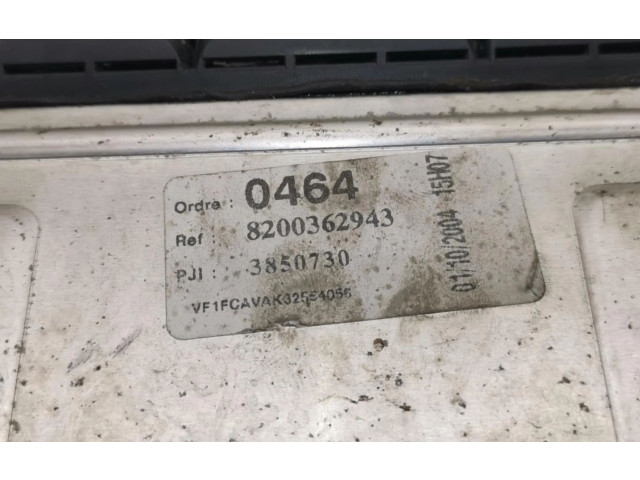 Ordre : 0464
Ref : 8200362943
PJI : 3850730
01/10/2004 15H07